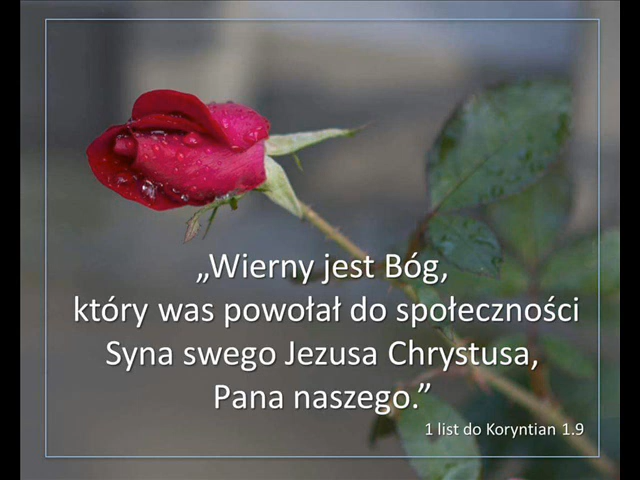 „Wierny jest Bóg,
który was powołał do społeczności
Syna swego Jezusa Chrystusa,
Pana naszego.”
1 list do Koryntian 1.9